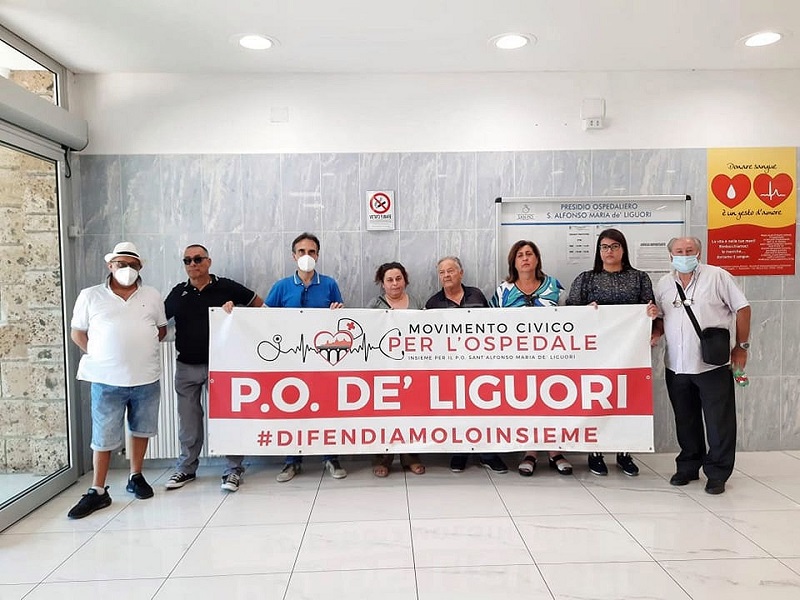 Donare sangue
è un gesto d'amore
VIETATO FUMARE
PRESIDIO OSPEDALIERO
S. ALFONSO MARIA de' LIGUORI
MOVIMENTO CIVICO
PER L'OSPEDALE
INSIEME PER IL P.O. SANT'ALFONSO MARIA DE' LIGUORI
P.O. DE' LIGUORI
#DIFENDIAMOLOINSIEME